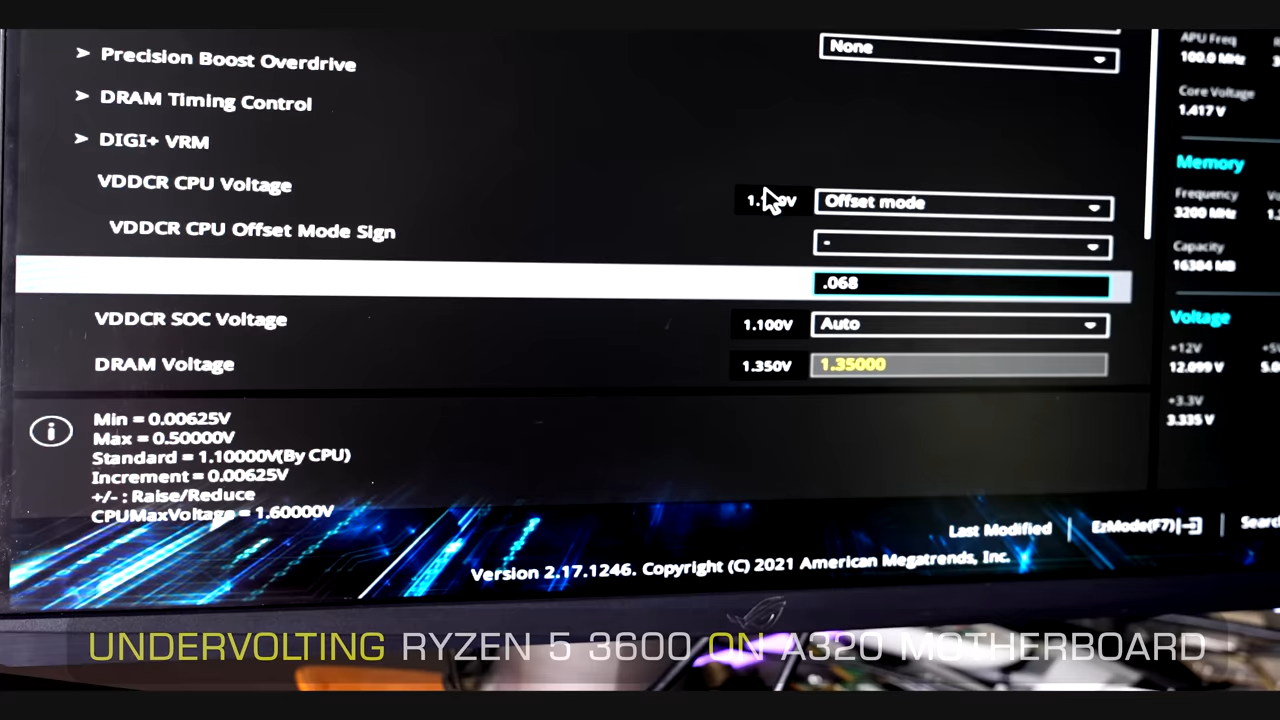 None
> Precision Boost Overdrive
> DRAM Timing Control
> DIGI+ VRM
VDDCR CPU Voltage
Offset mode
VDDCR CPU Offset Mode Sign
-
.068
VDDCR SOC Voltage 1.100V Auto
DRAM Voltage 1.350V 1.35000
Min = 0.00625V
Max = 0.50000V
Standard = 1.10000V(By CPU)
Increment = 0.00625V
+/- : Raise/Reduce
CPUMaxVoltage = 1.60000V
APU Freq
100.0 MHz
Core Voltage
1.417 V
Memory
Frequency
3200 MHz
Capacity
16384 MB
Voltage
+12V
12.099 V
+3.3V
3.335 V
Last Modified | EzMode(F7) |
Version 2.17.1246. Copyright (C) 2021 American Megatrends, Inc.
UNDERVOLTING RYZEN 5 3600 ON A320 MOTHERBOARD